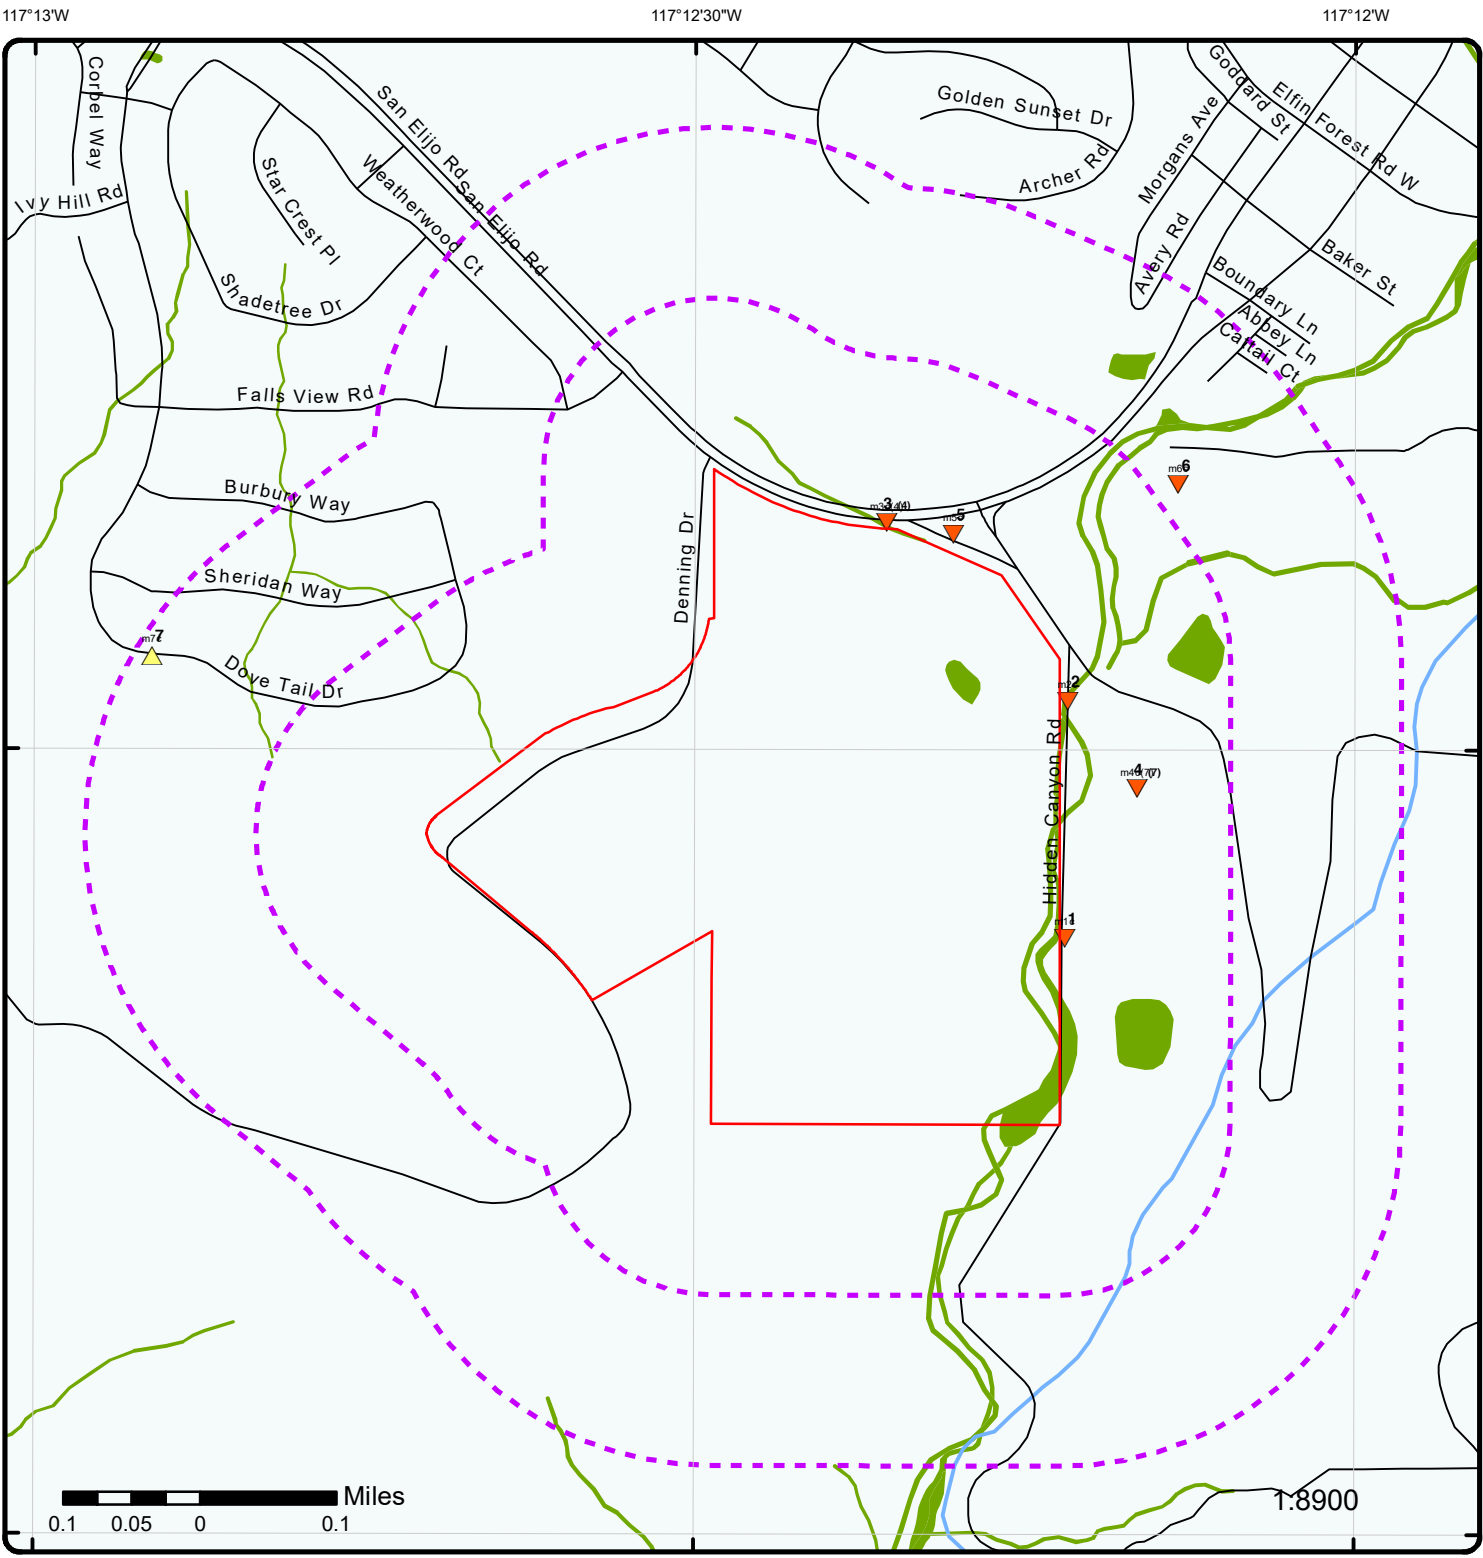 117°13'W
117°12'30"W
117°12'W
Corbel Way
San Elijo Rd
San Elijo Rd
Golden Sunset Dr
Archer Rd
Goddard St
Elfin Forest Rd W
Morgans Ave
Avery Rd
Baker St
Boundary Ln
Abbey Ln
Cattail Ct
Ivy Hill Rd
Star Crest Pl
Weatherwood Ct
Shadetree Dr
Falls View Rd
Burbury Way
Sheridan Way
Dove Tail Dr
Denning Dr
Hidden Canyon Rd
6
3
5
7
2
4
1
Miles
0.1 0.05 0 0.1
1:8900